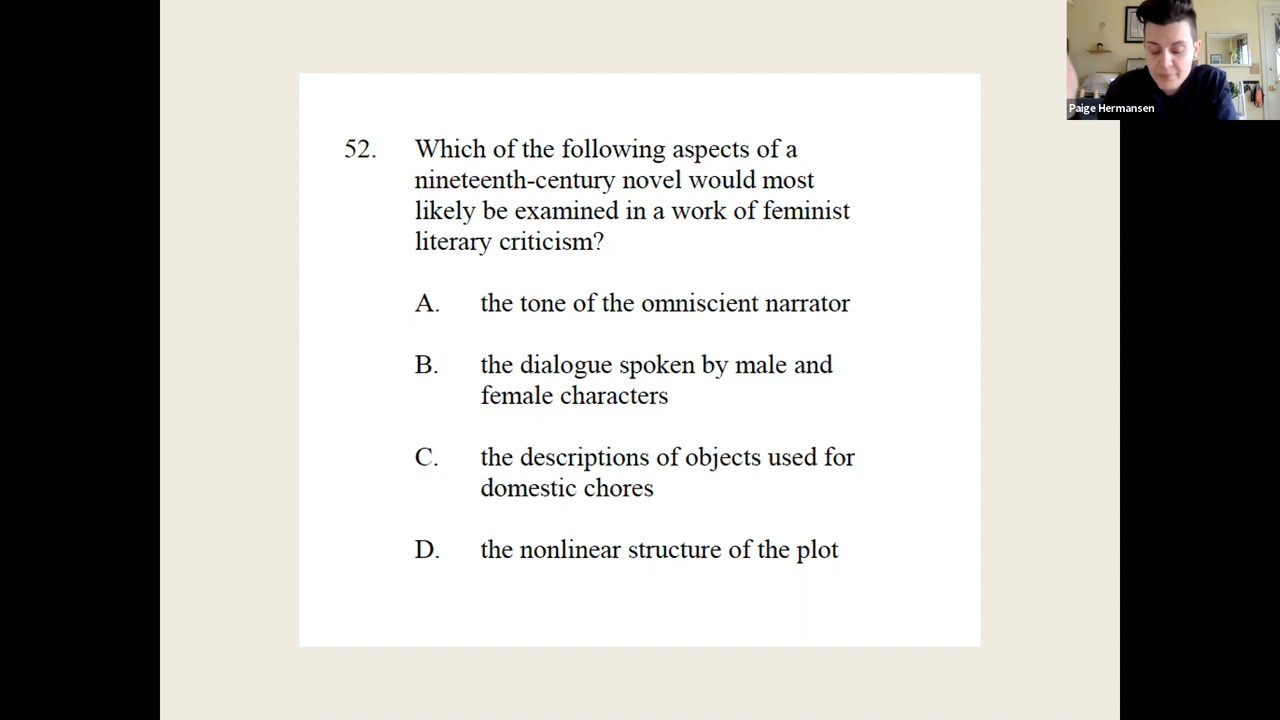 Paige Hermansen
52. Which of the following aspects of a
nineteenth-century novel would most
likely be examined in a work of feminist
literary criticism?
A. the tone of the omniscient narrator
B. the dialogue spoken by male and
female characters
C. the descriptions of objects used for
domestic chores
D. the nonlinear structure of the plot